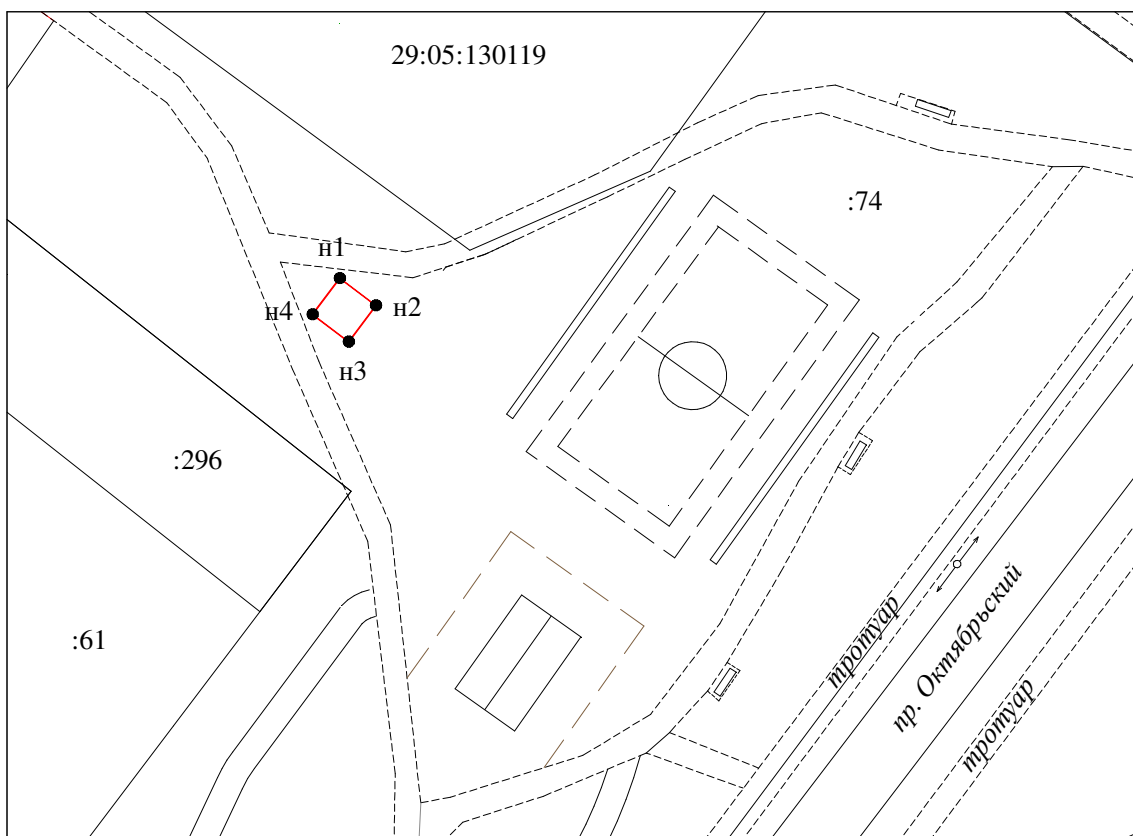 29:05:130119
:74
н1
н2
н4
н3
:296
:61
тротуар
пр. Октябрьский
тротуар